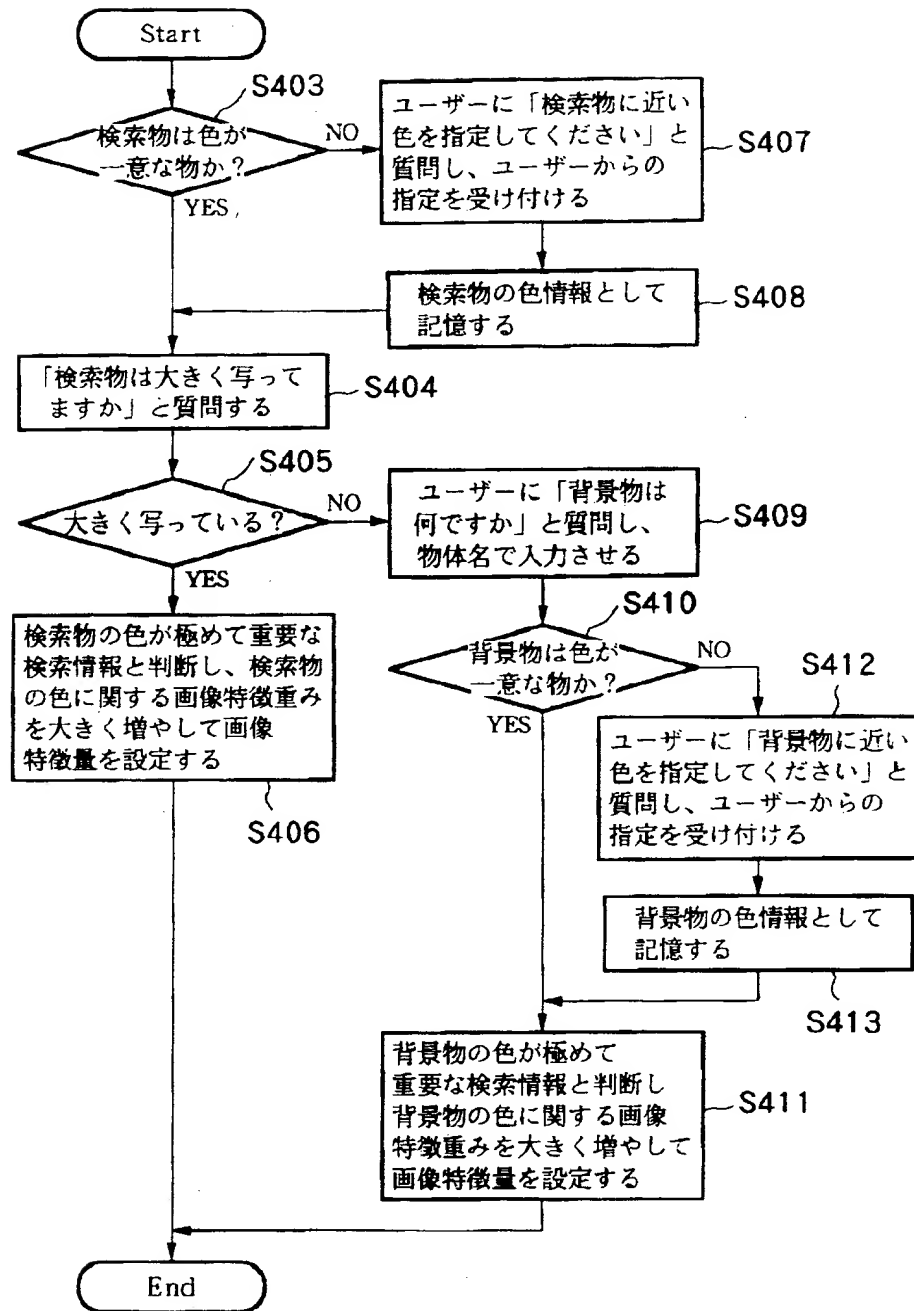 Start
S403
検索物は色が
一意な物か？
NO
YES
ユーザーに「検索物に近い
色を指定してください」と
質問し、ユーザーからの
指定を受け付ける
S407
検索物の色情報として
記憶する
S408
「検索物は大きく写って
ますか」と質問する
S404
S405
大きく写っている？
NO
YES
ユーザーに「背景物は
何ですか」と質問し、
物体名で入力させる
S409
検索物の色が極めて重要な
検索情報と判断し、検索物
の色に関する画像特徴重み
を大きく増やして画像
特徴量を設定する
S406
S410
背景物は色が
一意な物か？
NO
YES
S412
ユーザーに「背景物に近い
色を指定してください」と
質問し、ユーザーからの
指定を受け付ける
背景物の色情報として
記憶する
S413
背景物の色が極めて
重要な検索情報と判断し
背景物の色に関する画像
特徴重みを大きく増やして
画像特徴量を設定する
S411
End